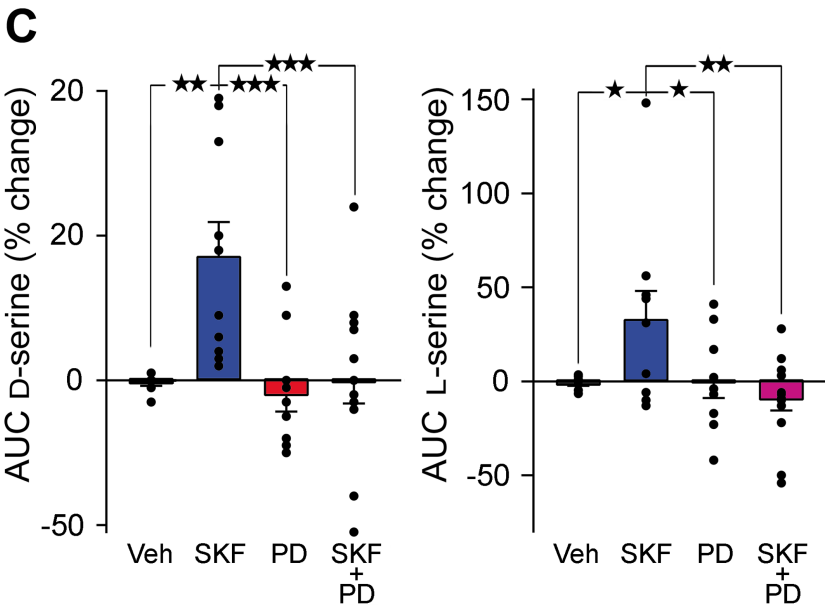 C
★★★
★★ ★★★
20
20
0
-50
AUC D-serine (% change)
Veh SKF PD SKF
+
PD
★★
★ ★
150
100
50
0
-50
AUC L-serine (% change)
Veh SKF PD SKF
+
PD